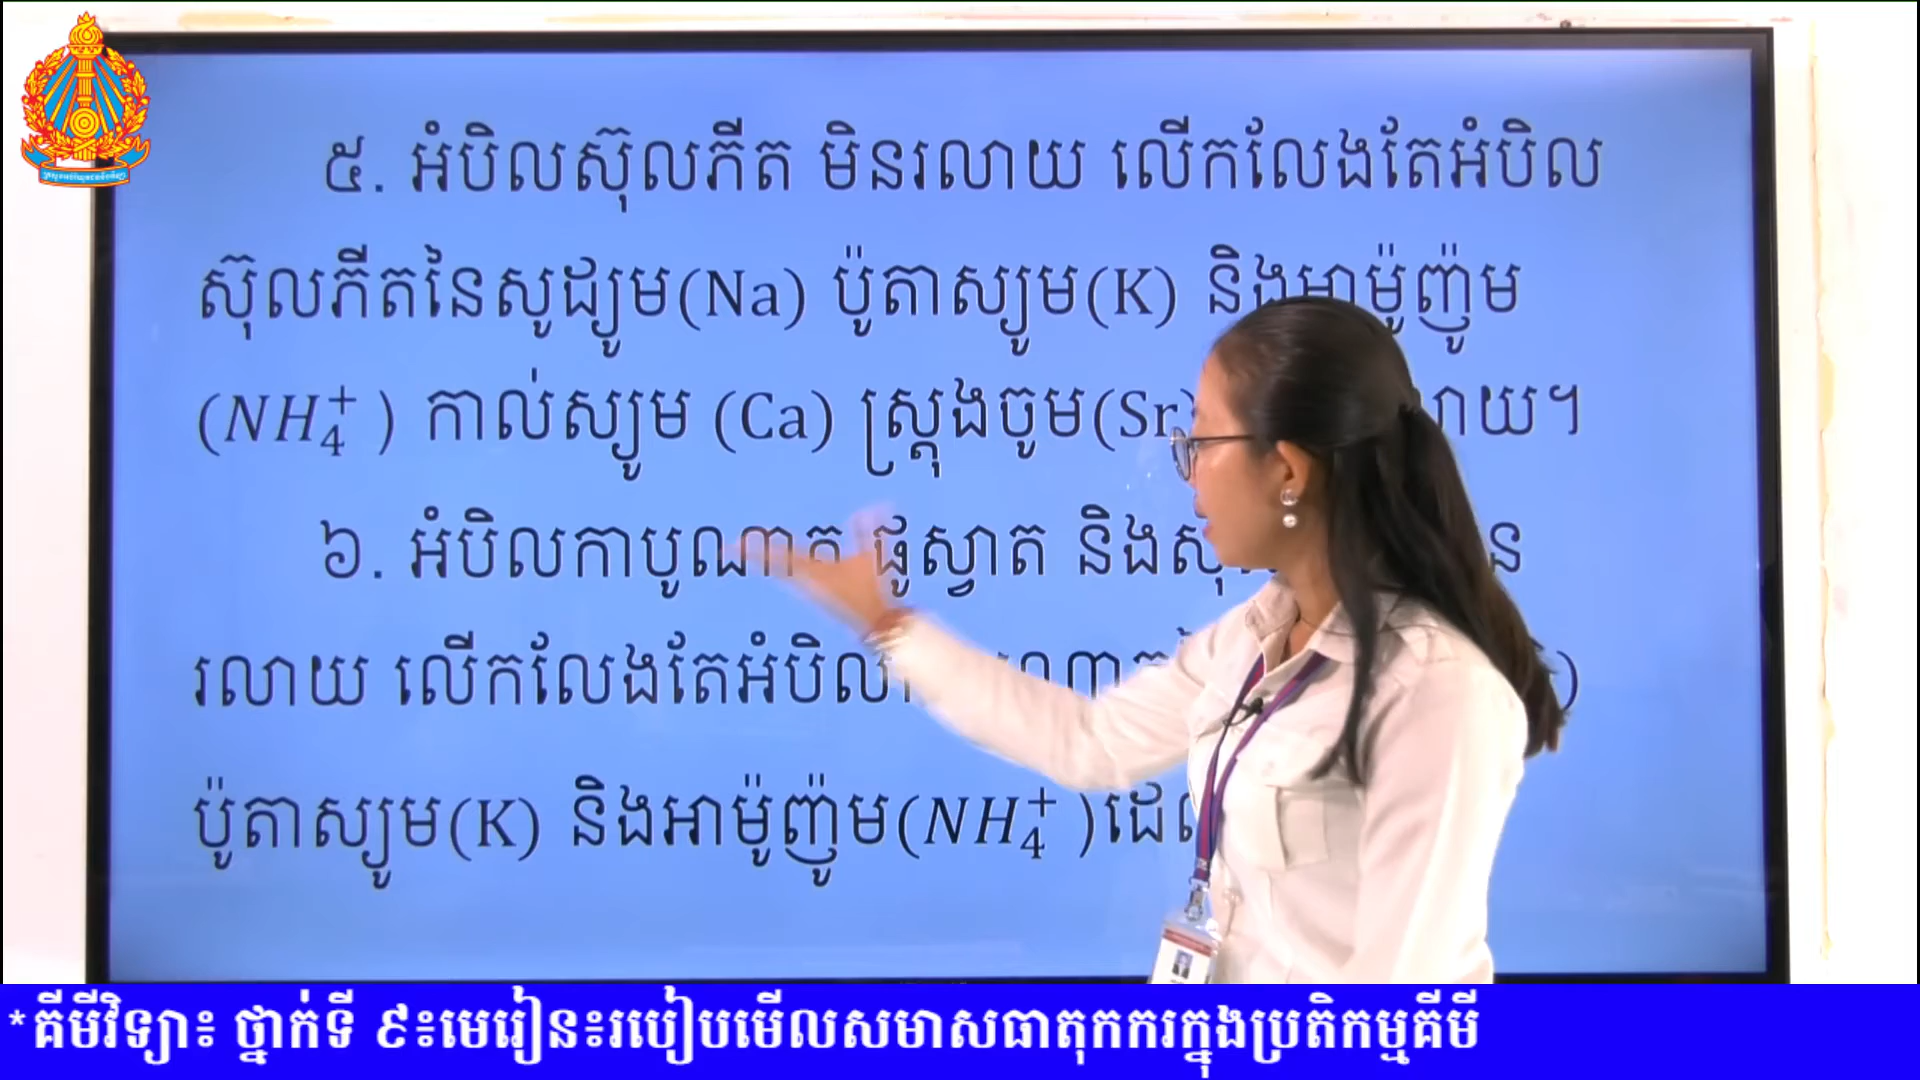 ៥. អំបិលស៊ុលភីត មិនរលាយ លើកលែងតែអំបិល
ស៊ុលភីតនៃសូដ្យូម(Na) ប៉ូតាស្យូម(K) និងអាម៉ូញ៉ូម
(NH₄⁺) កាល់ស្យូម (Ca) ស្ត្រុងចូម(Sr)
៦. អំបិលកាបូណាត ផូស្វាត និង
រលាយ លើកលែងតែអំបិល
ប៉ូតាស្យូម(K) និងអាម៉ូញ៉ូម(NH₄⁺)
*គីមីវិទ្យា៖ ថ្នាក់ទី ៩៖មេរៀន៖របៀបមើលសមាសធាតុកករក្នុងប្រតិកម្មគីមី